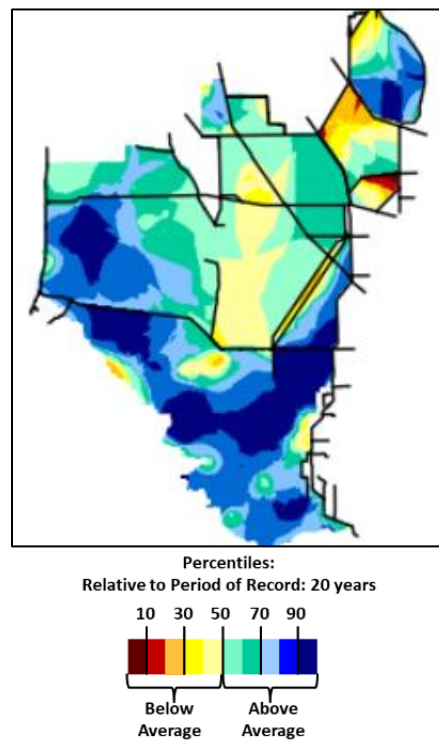 Percentiles:
Relative to Period of Record: 20 years
10 30 50 70 90
Below Above
Average Average